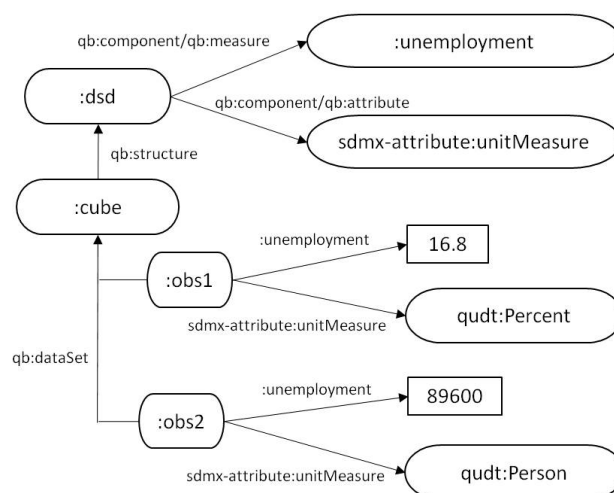 qb:component/qb:measure
:unemployment
:dsd
qb:component/qb:attribute
sdmx-attribute:unitMeasure
qb:structure
:cube
:unemployment
16.8
:obs1
sdmx-attribute:unitMeasure
qudt:Percent
qb:dataSet
:unemployment
89600
:obs2
sdmx-attribute:unitMeasure
qudt:Person